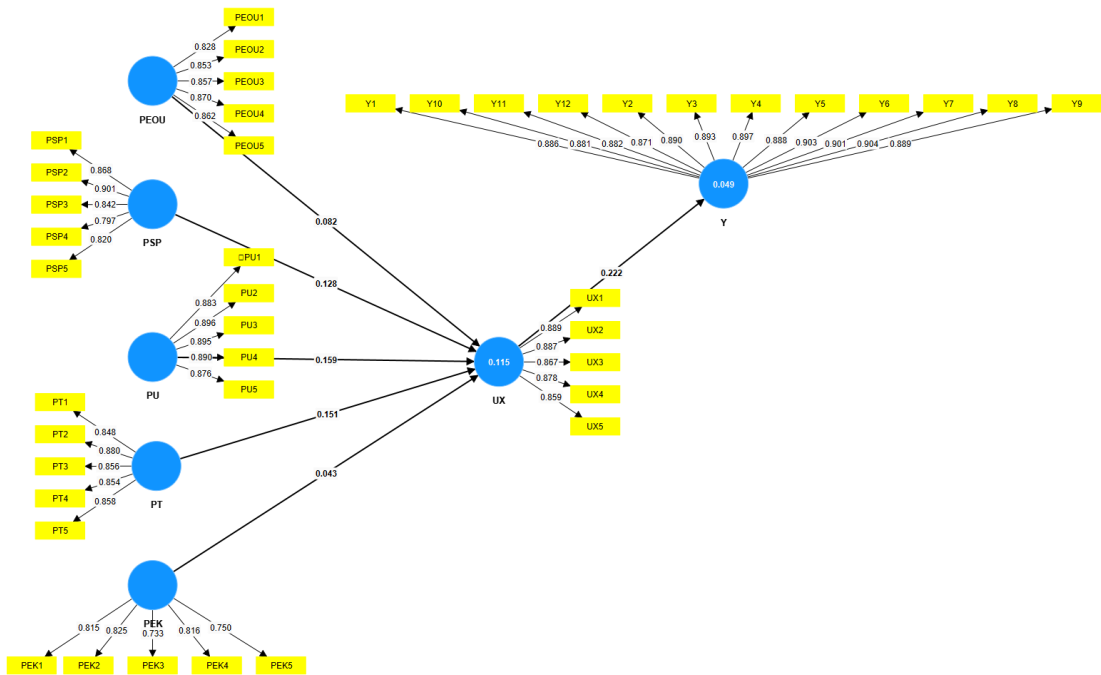 PEOU1
0.828
PEOU2
0.853
PEOU3
0.857
PEOU4
0.870
PEOU5
0.862
PEOU
PSP1
0.868
PSP2
0.901
PSP3
0.842
PSP4
0.797
PSP5
0.820
PSP
□PU1
0.883
PU2
0.896
PU3
0.895
PU4
0.890
PU5
0.876
PU
PT1
0.848
PT2
0.880
PT3
0.856
PT4
0.854
PT5
0.858
PT
PEK
0.815
0.825
0.733
0.816
0.750
PEK1
PEK2
PEK3
PEK4
PEK5
0.082
0.128
0.159
0.151
0.043
0.115
UX
UX1
0.889
UX2
0.887
UX3
0.867
UX4
0.878
UX5
0.859
0.222
Y1
Y10
Y11
Y12
Y2
Y3
Y4
Y5
Y6
Y7
Y8
Y9
0.886
0.881
0.882
0.871
0.890
0.893
0.897
0.888
0.903
0.901
0.904
0.889
0.049
Y